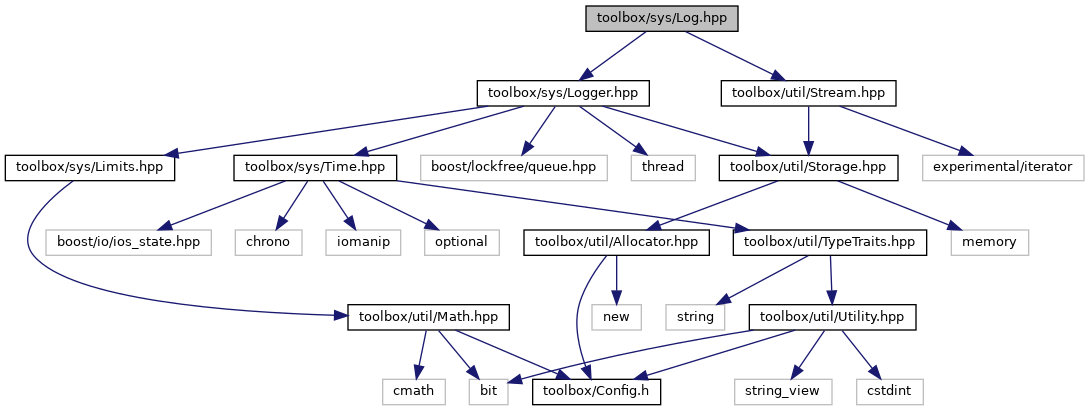 toolbox/sys/Log.hpp
toolbox/sys/Logger.hpp
toolbox/util/Stream.hpp
toolbox/sys/Limits.hpp
toolbox/sys/Time.hpp
boost/lockfree/queue.hpp
thread
toolbox/util/Storage.hpp
experimental/iterator
boost/io/ios_state.hpp
chrono
iomanip
optional
toolbox/util/Allocator.hpp
toolbox/util/TypeTraits.hpp
memory
toolbox/util/Math.hpp
new
string
toolbox/util/Utility.hpp
cmath
bit
toolbox/Config.h
string_view
cstdint